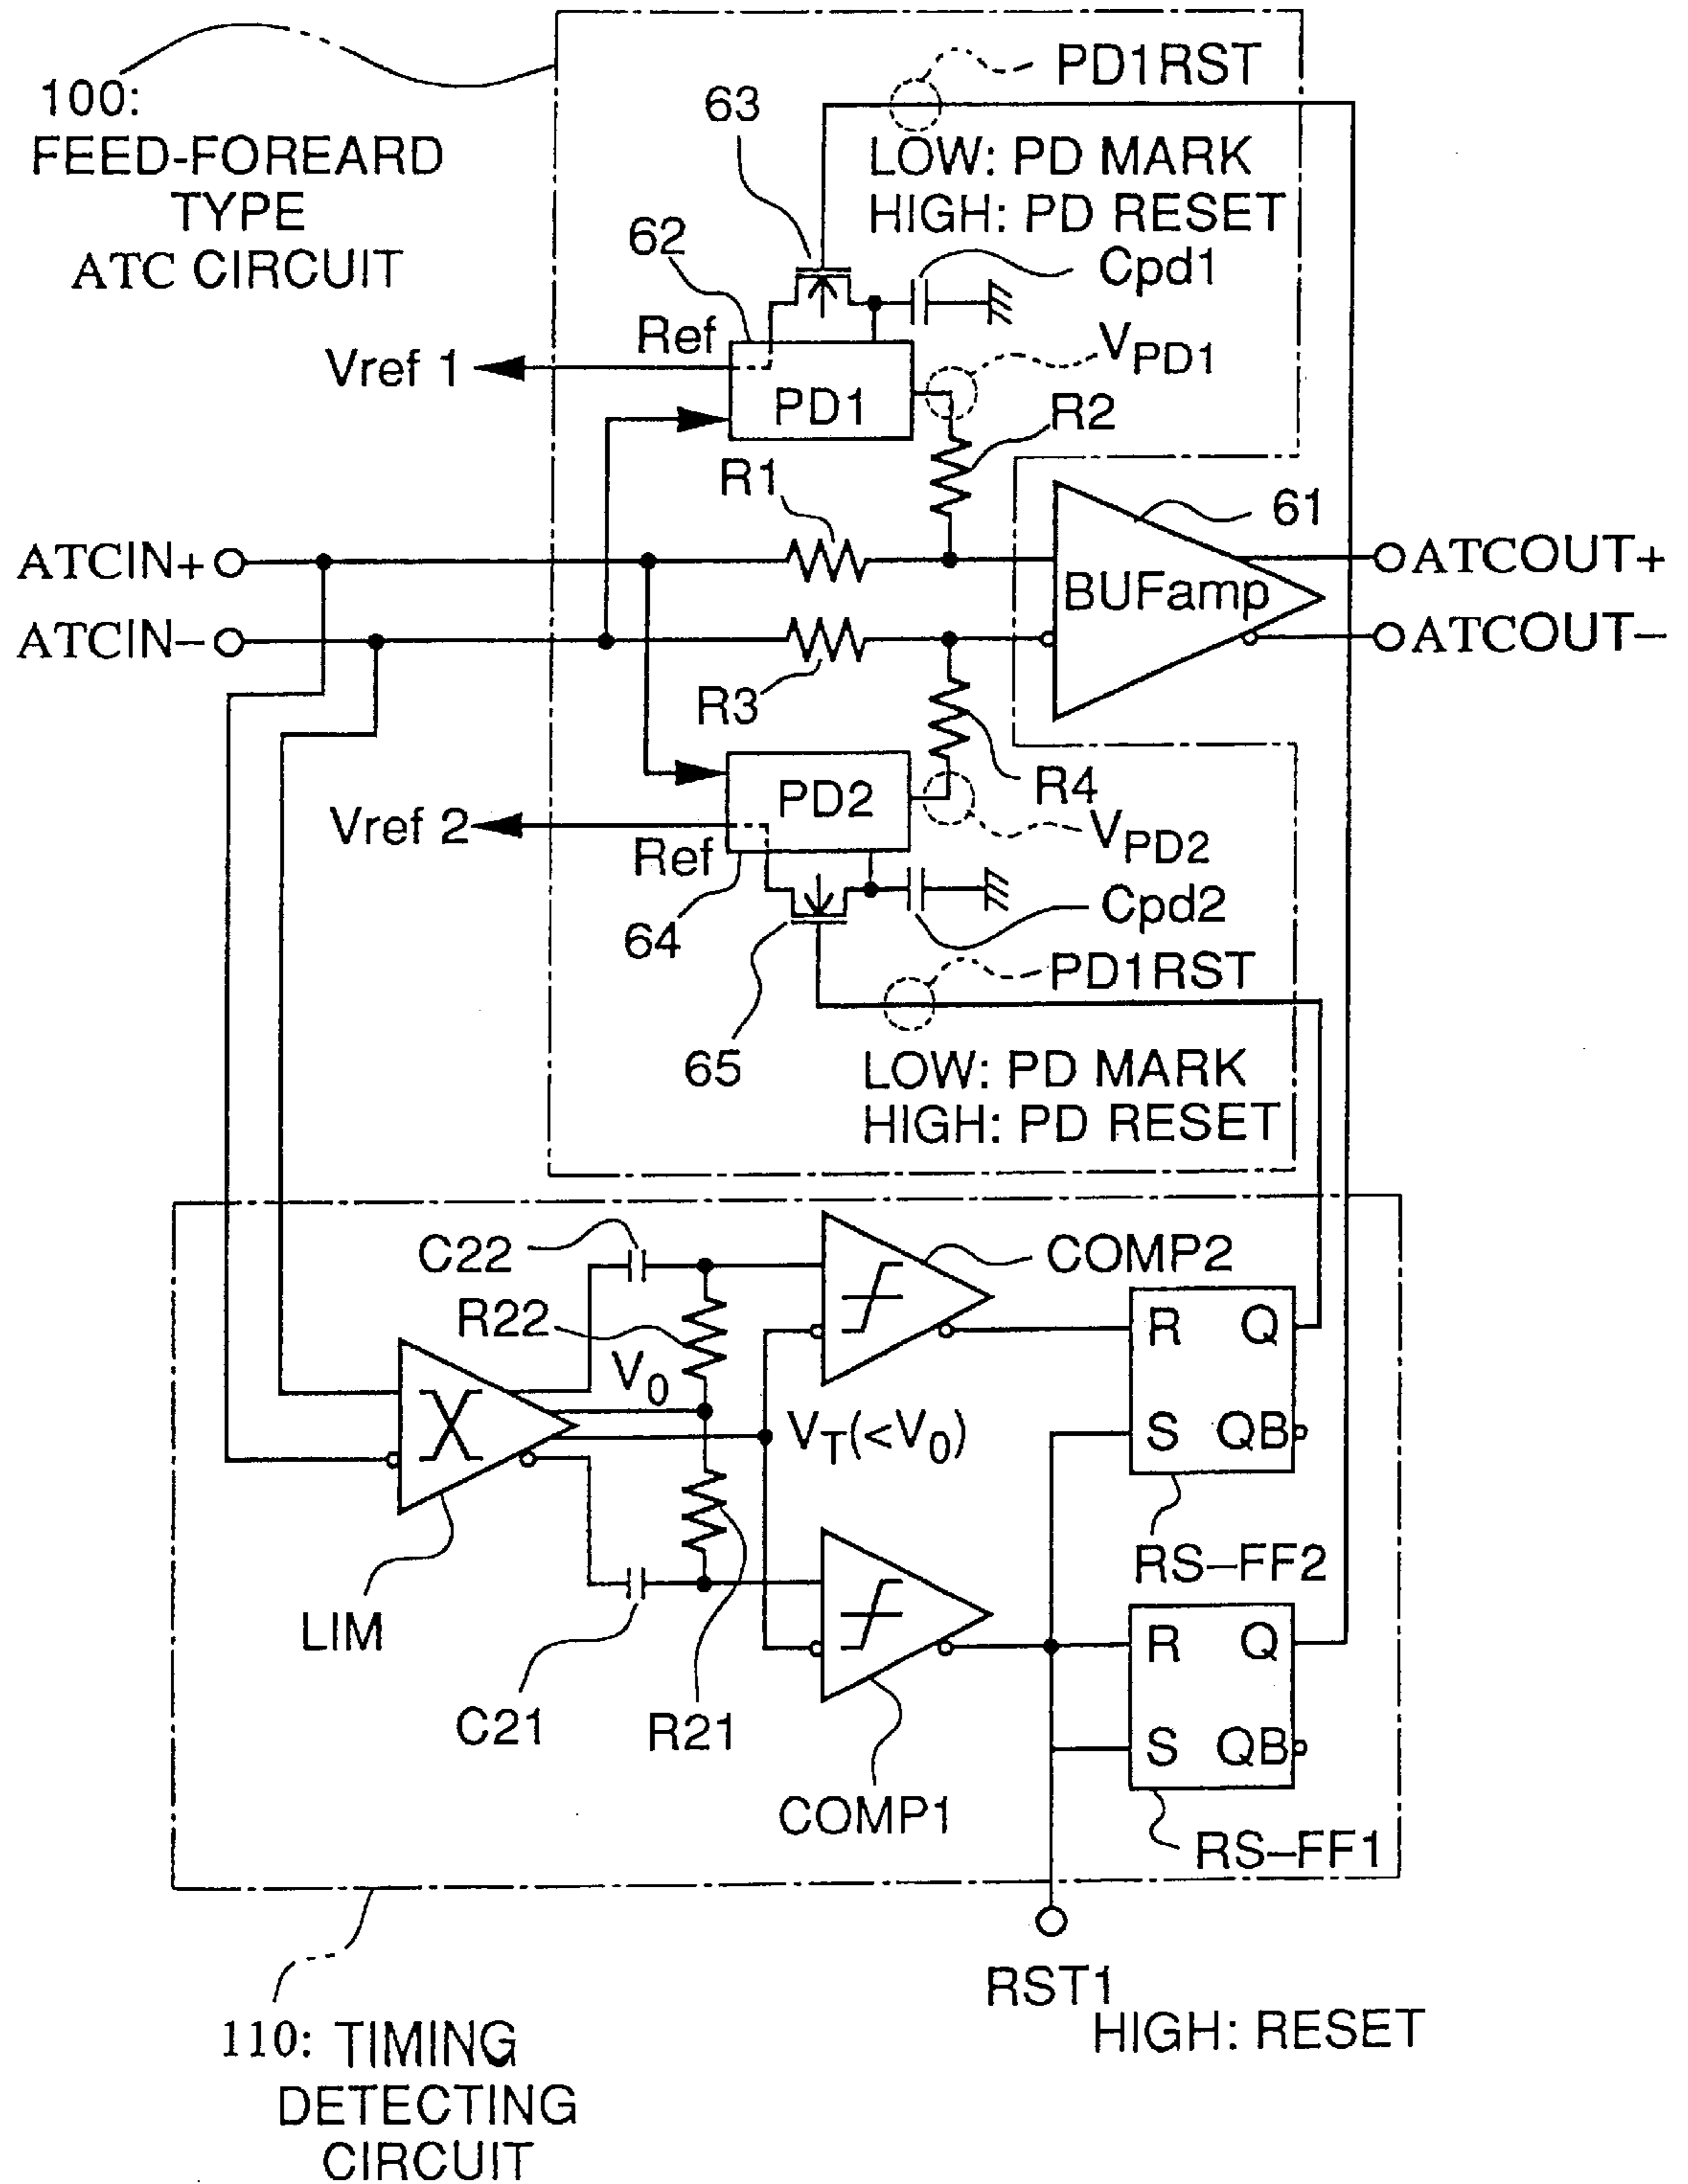 PD1RST
100:
FEED-FOREARD
TYPE
ATC CIRCUIT
63
LOW: PD MARK
HIGH: PD RESET
62
Cpd1
Ref
Vref 1
VPD1
PD1
R2
R1
61
ATCIN+
ATCOUT+
BUFamp
ATCIN-
ATCOUT-
R3
R4
PD2
Vref 2
VPD2
Ref
Cpd2
64
PD1RST
65
LOW: PD MARK
HIGH: PD RESET
C22
COMP2
R22
R Q
V0
VT(<V0)
S QB
RS-FF2
LIM
R Q
C21
R21
S QB
COMP1
RS-FF1
RST1
HIGH: RESET
110: TIMING
DETECTING
CIRCUIT